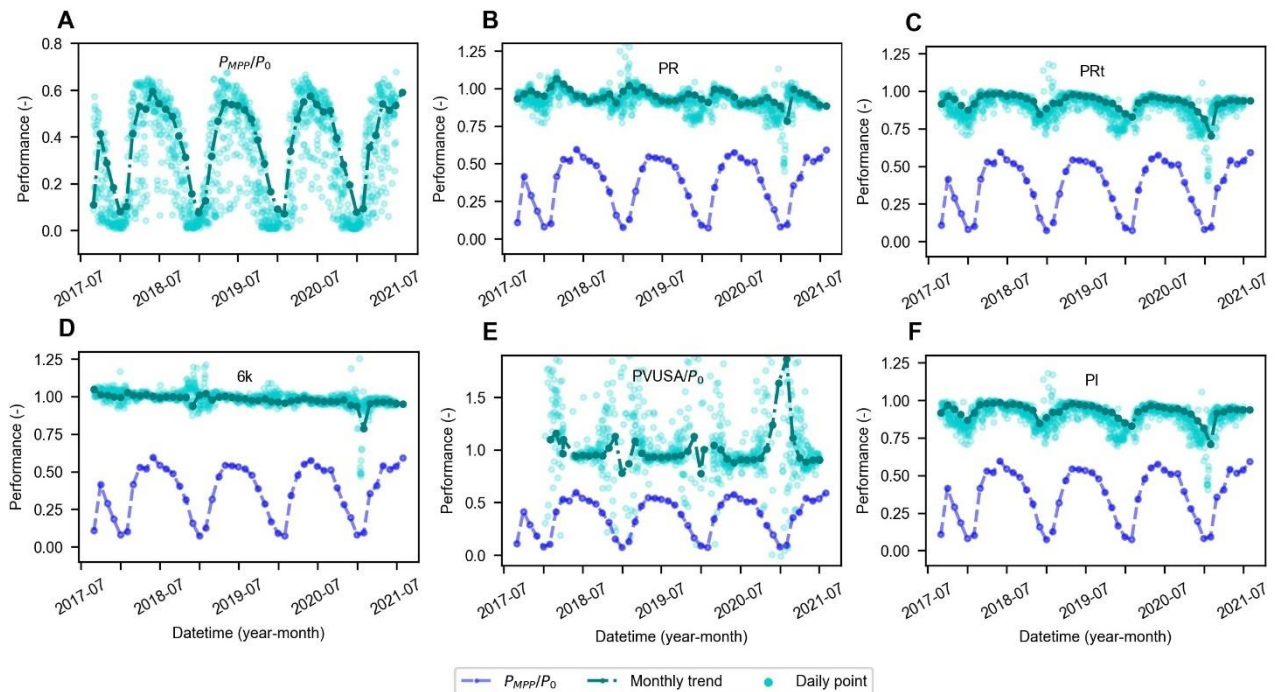 A
P_MPP/P_0
Performance (-)
0.8
0.6
0.4
0.2
0.0
2017-07
2018-07
2019-07
2020-07
2021-07
B
PR
Performance (-)
1.25
1.00
0.75
0.50
0.25
0.00
2017-07
2018-07
2019-07
2020-07
2021-07
C
PRt
Performance (-)
1.25
1.00
0.75
0.50
0.25
0.00
2017-07
2018-07
2019-07
2020-07
2021-07
D
6k
Performance (-)
1.25
1.00
0.75
0.50
0.25
0.00
2017-07
2018-07
2019-07
2020-07
2021-07
Datetime (year-month)
E
PVUSA/P_0
Performance (-)
1.5
1.0
0.5
0.0
2017-07
2018-07
2019-07
2020-07
2021-07
Datetime (year-month)
F
PI
Performance (-)
1.25
1.00
0.75
0.50
0.25
0.00
2017-07
2018-07
2019-07
2020-07
2021-07
Datetime (year-month)
P_MPP/P_0 Monthly trend Daily point